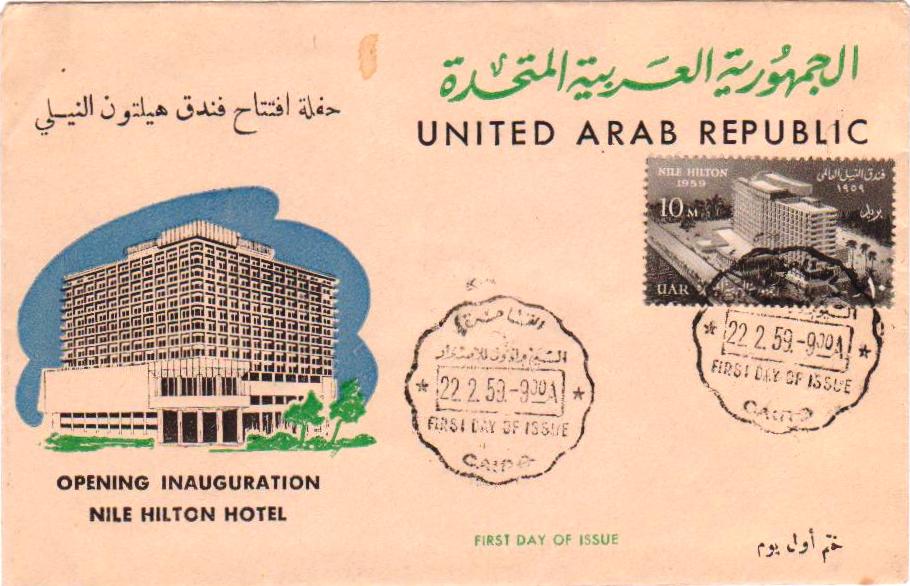 الجمهورية العربية المتحدة
UNITED ARAB REPUBLIC
حفلة افتتاح فندق هيلتون النيلي
NILE HILTON
1959
فندق النيل العالمي
١٩٥٩
10 M
بريد
UAR
22.2.59.-9 00A
FIRST DAY OF ISSUE
CAIRO
القاهرة
22.2.59.-9 00A
FIRST DAY OF ISSUE
CAIRO
OPENING INAUGURATION
NILE HILTON HOTEL
FIRST DAY OF ISSUE
ختم أول يوم